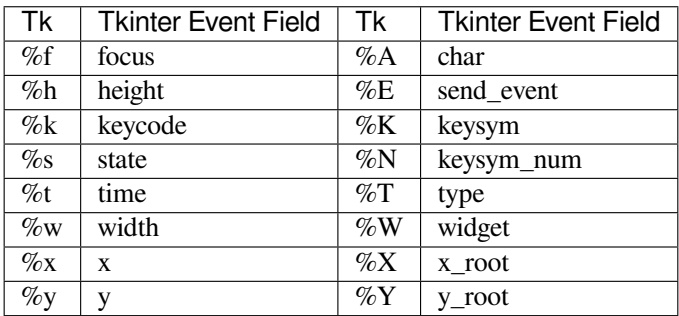 Tk Tkinter Event Field Tk Tkinter Event Field
%f focus %A char
%h height %E send_event
%k keycode %K keysym
%s state %N keysym_num
%t time %T type
%w width %W widget
%x x %X x_root
%y y %Y y_root